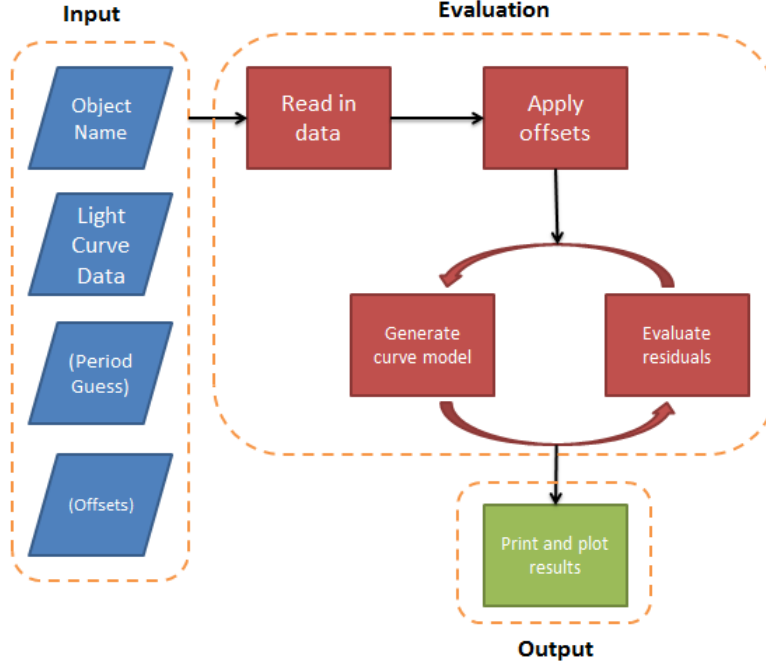 Input
Evaluation
Object
Name
Light
Curve
Data
(Period
Guess)
(Offsets)
Read in
data
Apply
offsets
Generate
curve model
Evaluate
residuals
Print and plot
results
Output